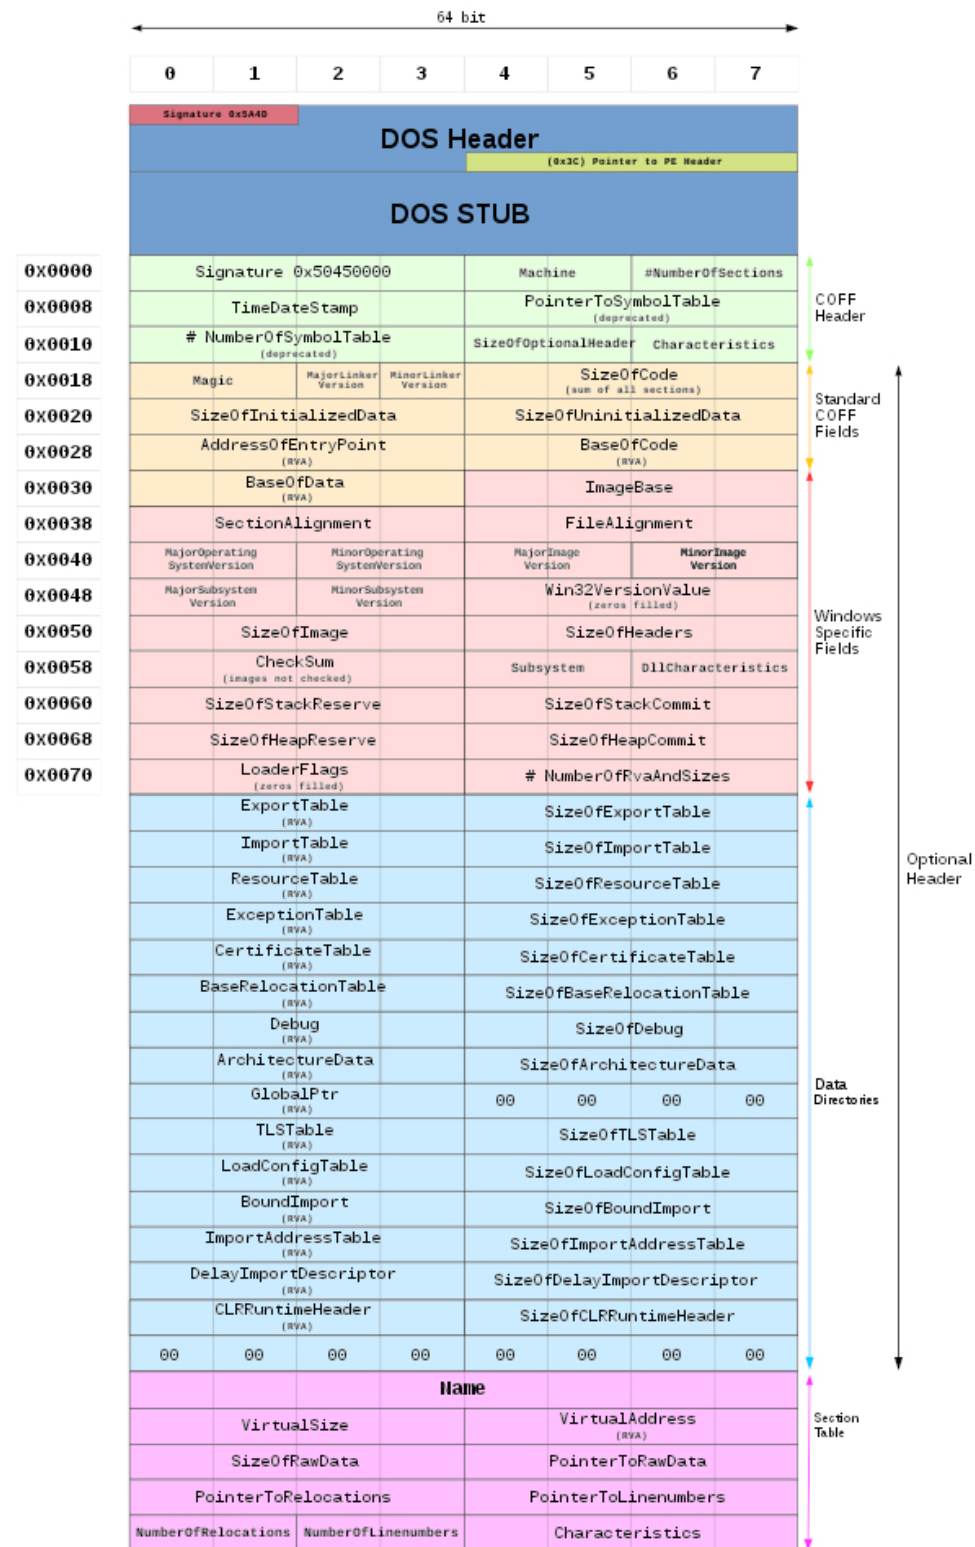 64 bit
0 1 2 3 4 5 6 7
Signature 0x5A4D
DOS Header
(0x3C) Pointer to PE Header
DOS STUB
0X0000 Signature 0x50450000 Machine #NumberOfSections
0X0008 TimeDateStamp PointerToSymbolTable
(deprecated)
COFF
Header
0X0010 # NumberOfSymbolTable SizeOfOptionalHeader Characteristics
(deprecated)
0X0018 Magic MajorLinker MinorLinker SizeOfCode
Version Version (sum of all sections)
0X0020 SizeOfInitializedData SizeOfUninitializedData
Standard
COFF
Fields
0X0028 AddressOfEntryPoint BaseOfCode
(RVA) (RVA)
0X0030 BaseOfData ImageBase
(RVA)
0X0038 SectionAlignment FileAlignment
0X0040 MajorOperating MinorOperating MajorImage MinorImage
SystemVersion SystemVersion Version Version
0X0048 MajorSubsystem MinorSubsystem Win32VersionValue
Version Version (zeros filled)
0X0050 SizeOfImage SizeOfHeaders
Windows
Specific
Fields
0X0058 CheckSum Subsystem DllCharacteristics
(images not checked)
0X0060 SizeOfStackReserve SizeOfStackCommit
0X0068 SizeOfHeapReserve SizeOfHeapCommit
0X0070 LoaderFlags # NumberOfRvaAndSizes
(zeros filled)
ExportTable SizeOfExportTable
(RVA)
ImportTable SizeOfImportTable
(RVA)
Optional
Header
ResourceTable SizeOfResourceTable
(RVA)
ExceptionTable SizeOfExceptionTable
(RVA)
CertificateTable SizeOfCertificateTable
(RVA)
BaseRelocationTable SizeOfBaseRelocationTable
(RVA)
Debug SizeOfDebug
(RVA)
ArchitectureData SizeOfArchitectureData
(RVA)
Data
Directories
GlobalPtr 00 00 00 00
(RVA)
TLSTable SizeOfTLSTable
(RVA)
LoadConfigTable SizeOfLoadConfigTable
(RVA)
BoundImport SizeOfBoundImport
(RVA)
ImportAddressTable SizeOfImportAddressTable
(RVA)
DelayImportDescriptor SizeOfDelayImportDescriptor
(RVA)
CLRRuntimeHeader SizeOfCLRRuntimeHeader
(RVA)
00 00 00 00 00 00 00 00
Name
Section
Table
VirtualSize VirtualAddress
(RVA)
SizeOfRawData PointerToRawData
PointerToRelocations PointerToLinenumbers
NumberOfRelocations NumberOfLinenumbers Characteristics